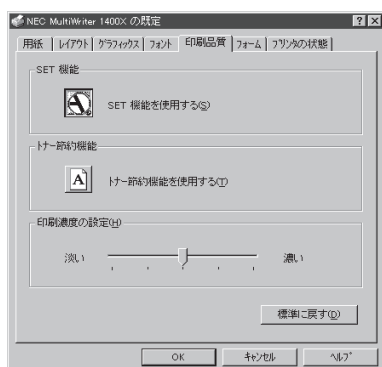 NEC MultiWriter 1400X の既定
用紙 レイアウト グラフィックス フォント 印刷品質 フォーム プリンタの状態
SET 機能
SET 機能を使用する(S)
トナー節約機能
トナー節約機能を使用する(T)
印刷濃度の設定(H)
淡い 濃い
標準に戻す(D)
OK キャンセル ヘルプ